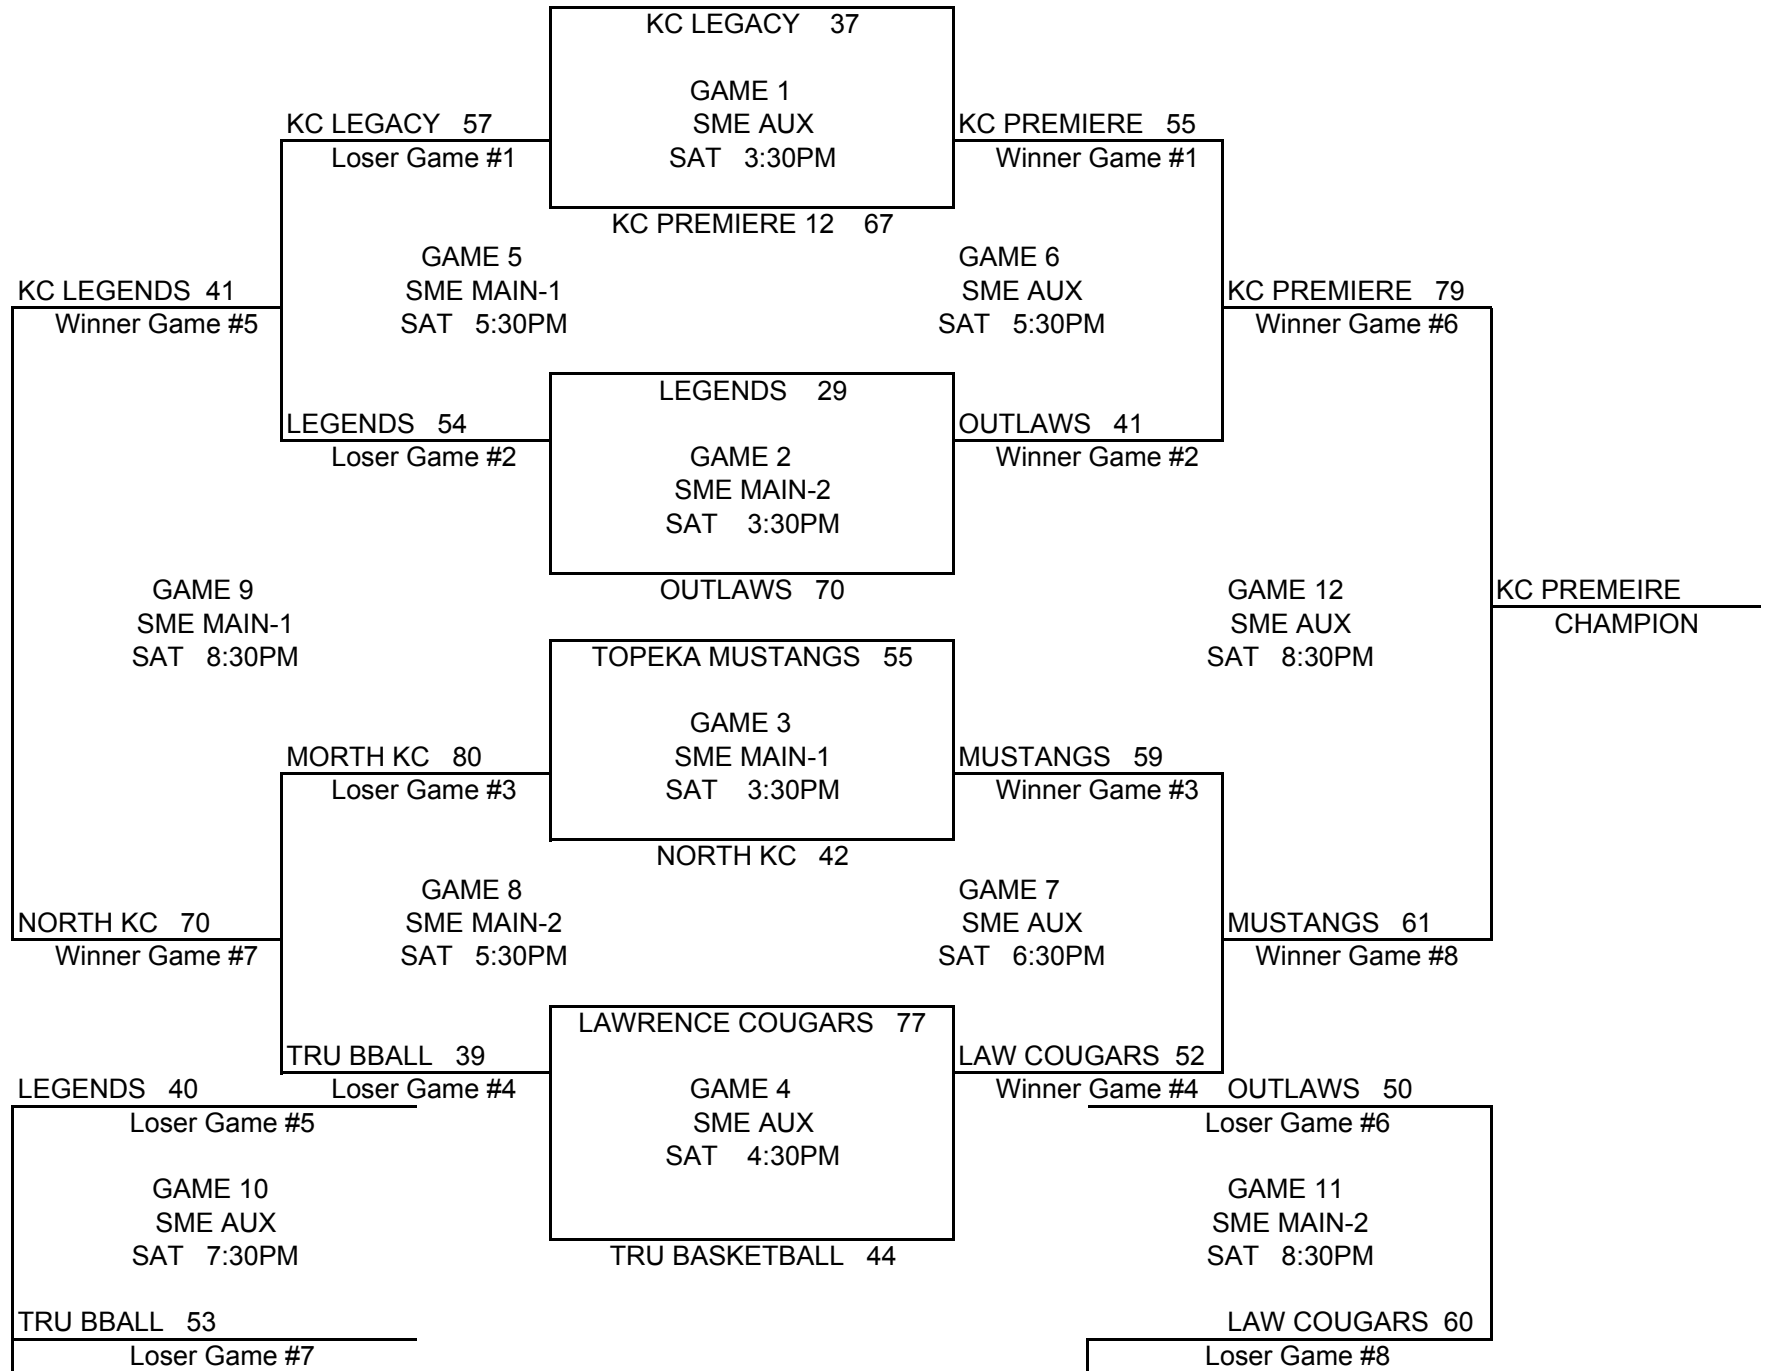 KC LEGACY 37
GAME 1
KC LEGACY 57 SME AUX KC PREMIERE 55
Loser Game #1 SAT 3:30PM Winner Game #1
KC PREMIERE 12 67
GAME 5 GAME 6
KC LEGENDS 41 SME MAIN-1 SME AUX KC PREMIERE 79
Winner Game #5 SAT 5:30PM SAT 5:30PM Winner Game #6
LEGENDS 29
LEGENDS 54 OUTLAWS 41
Loser Game #2 GAME 2 Winner Game #2
SME MAIN-2
SAT 3:30PM
GAME 9 OUTLAWS 70 GAME 12 KC PREMEIRE
SME MAIN-1 SME AUX CHAMPION
SAT 8:30PM TOPEKA MUSTANGS 55 SAT 8:30PM
GAME 3
MORTH KC 80 SME MAIN-1 MUSTANGS 59
Loser Game #3 SAT 3:30PM Winner Game #3
NORTH KC 42
GAME 8 GAME 7
NORTH KC 70 SME MAIN-2 SME AUX MUSTANGS 61
Winner Game #7 SAT 5:30PM SAT 6:30PM Winner Game #8
LAWRENCE COUGARS 77
TRU BBALL 39 LAW COUGARS 52
LEGENDS 40 Loser Game #4 GAME 4 Winner Game #4 OUTLAWS 50
Loser Game #5 SME AUX Loser Game #6
SAT 4:30PM
GAME 10 GAME 11
SME AUX SME MAIN-2
SAT 7:30PM TRU BASKETBALL 44 SAT 8:30PM
TRU BBALL 53 LAW COUGARS 60
Loser Game #7 Loser Game #8